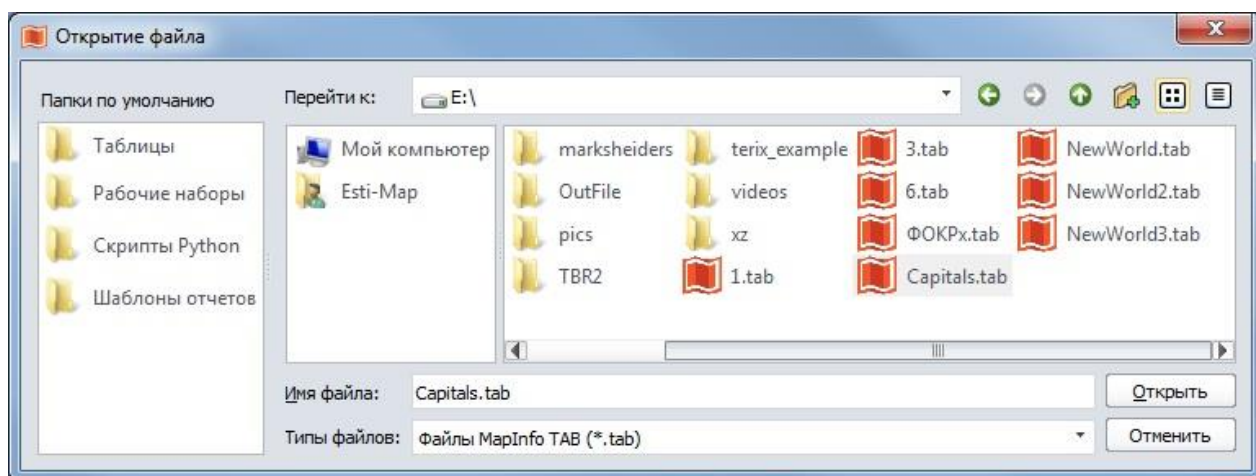 Открытие файла
Папки по умолчанию
Таблицы
Рабочие наборы
Скрипты Python
Шаблоны отчетов
Перейти к:
E:\
Мой компьютер
Esti-Map
marksheiders
OutFile
pics
TBR2
terix_example
videos
xz
1.tab
3.tab
6.tab
ФОКРх.tab
Capitals.tab
NewWorld.tab
NewWorld2.tab
NewWorld3.tab
Имя файла:
Capitals.tab
Открыть
Типы файлов:
Файлы MapInfo TAB (*.tab)
Отменить